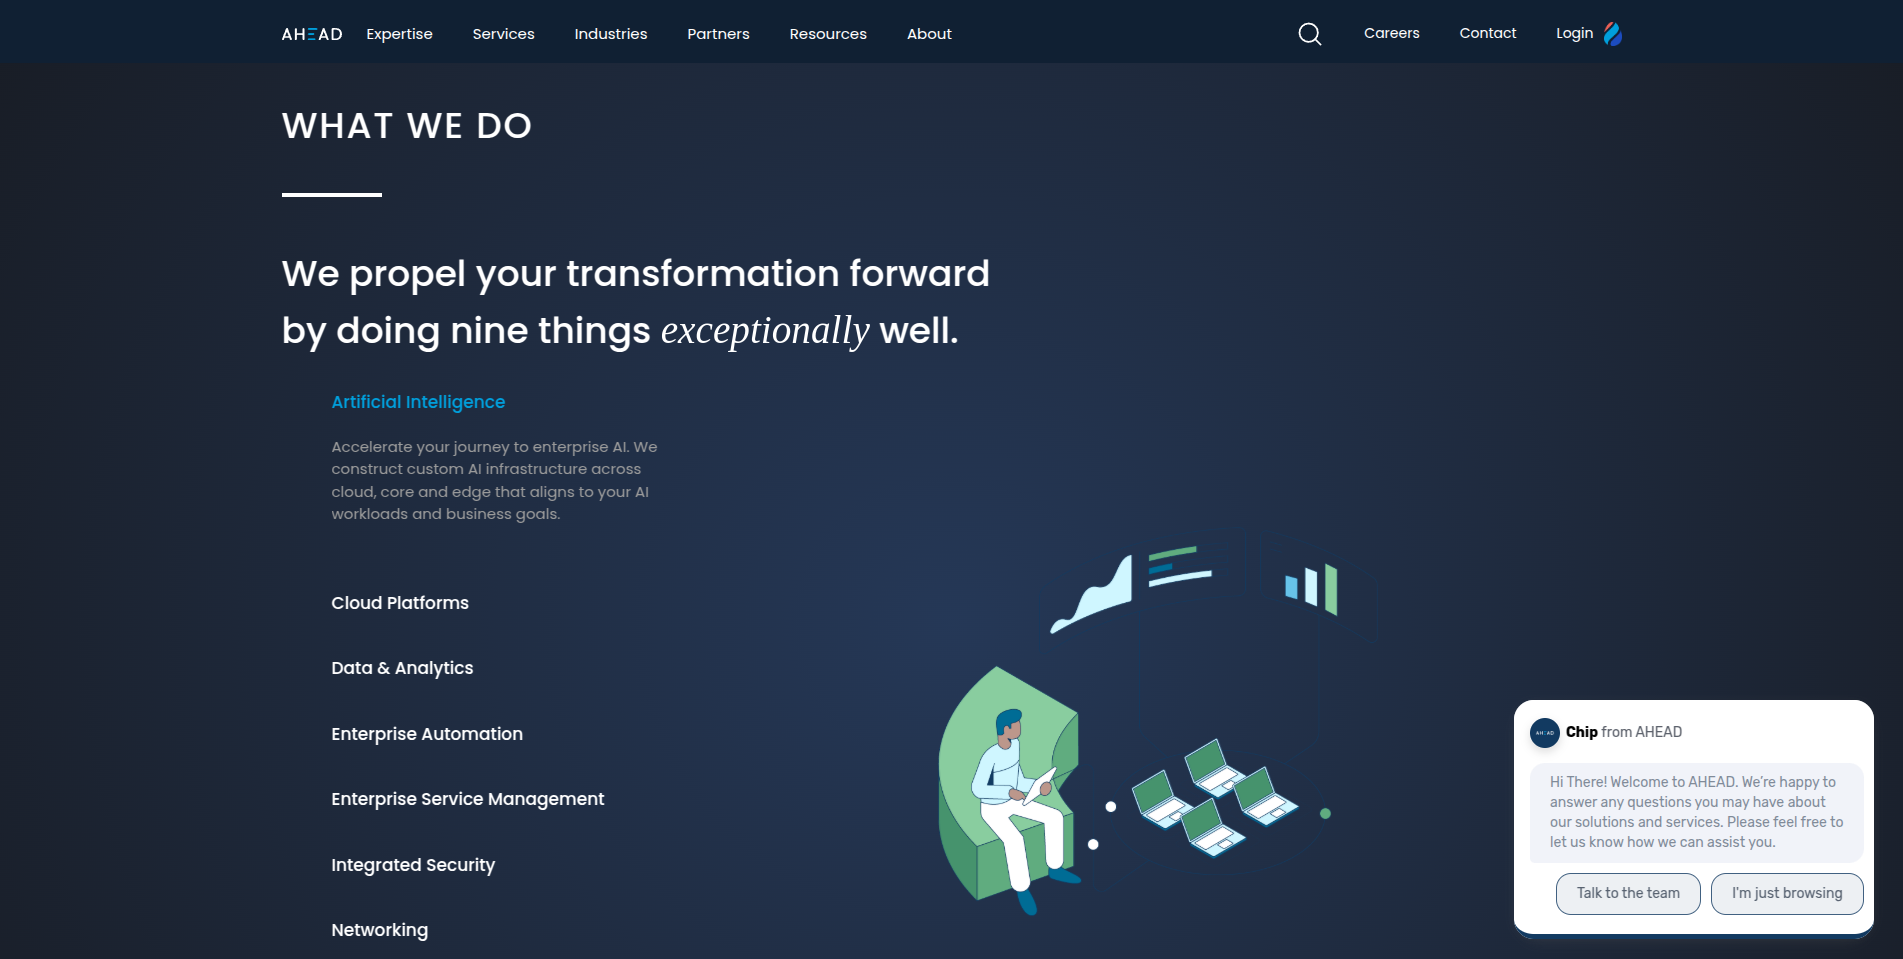 AHEAD Expertise Services Industries Partners Resources About Careers Contact Login
WHAT WE DO
We propel your transformation forward
by doing nine things exceptionally well.
Artificial Intelligence
Accelerate your journey to enterprise AI. We
construct custom AI infrastructure across
cloud, core and edge that aligns to your AI
workloads and business goals.
Cloud Platforms
Data & Analytics
Enterprise Automation
Enterprise Service Management
Integrated Security
Networking
AHEAD
Chip from AHEAD
Hi There! Welcome to AHEAD. We're happy to
answer any questions you may have about
our solutions and services. Please feel free to
let us know how we can assist you.
Talk to the team
I'm just browsing